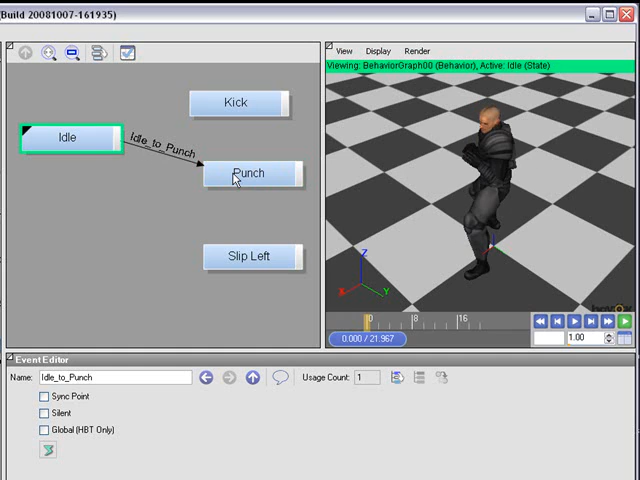 (Build 20081007-161935)
View Display Render
Viewing: BehaviorGraph00 (Behavior), Active: Idle (State)
Kick
Idle
Idle_to_Punch
Punch
Slip Left
Z
X
Y
0 8 16
0.000 / 21.967
1.00
Event Editor
Name: Idle_to_Punch
Usage Count: 1
Sync Point
Silent
Global (HBT Only)